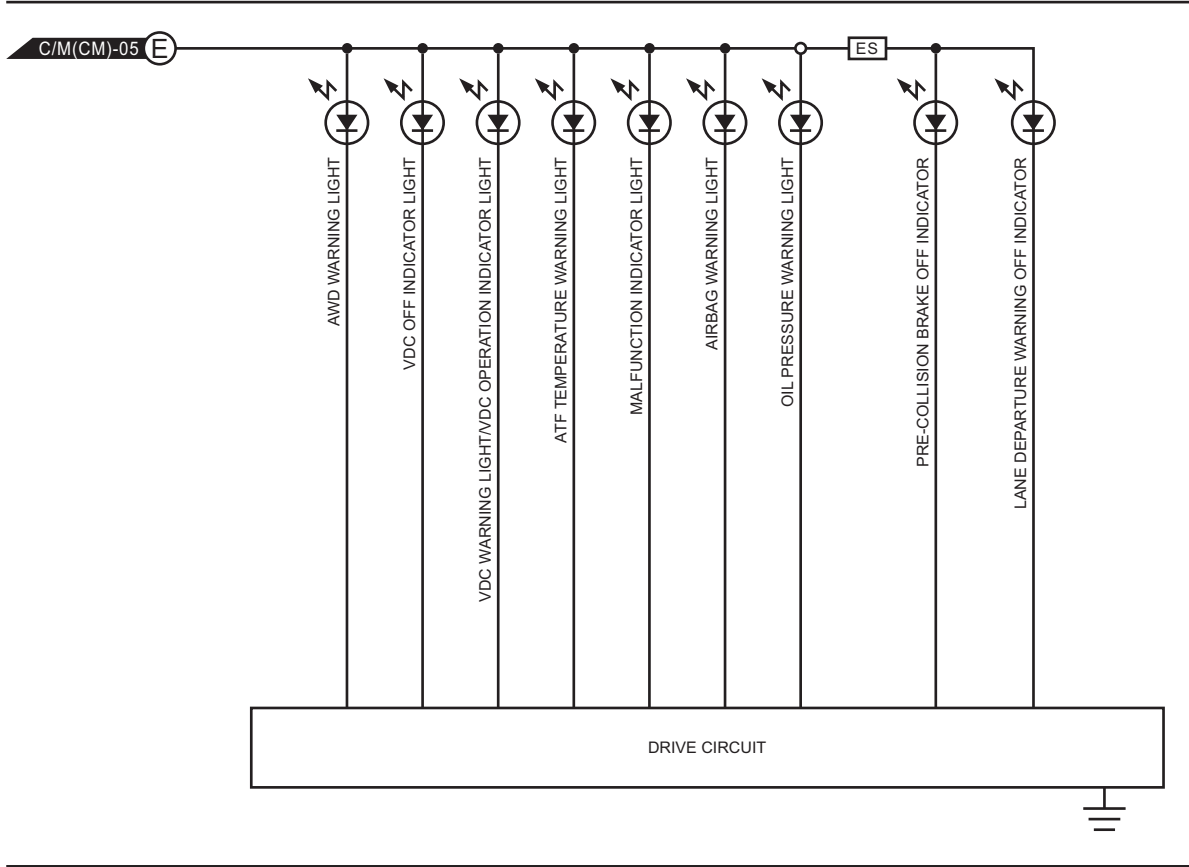 C/M(CM)-05 E
ES
AWD WARNING LIGHT
VDC OFF INDICATOR LIGHT
VDC WARNING LIGHT/VDC OPERATION INDICATOR LIGHT
ATF TEMPERATURE WARNING LIGHT
MALFUNCTION INDICATOR LIGHT
AIRBAG WARNING LIGHT
OIL PRESSURE WARNING LIGHT
PRE-COLLISION BRAKE OFF INDICATOR
LANE DEPARTURE WARNING OFF INDICATOR
DRIVE CIRCUIT